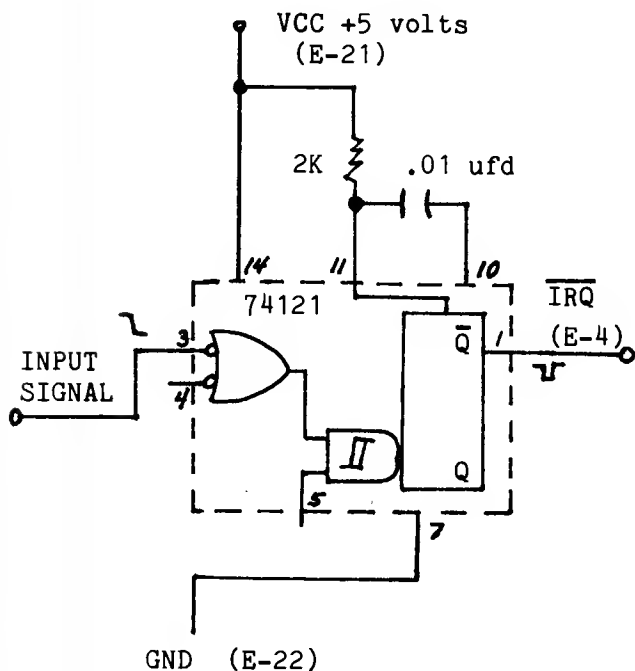 VCC +5 volts
(E-21)
2K
.01 ufd
14
11
10
74121
IRQ
(E-4)
3
Q
1
INPUT
SIGNAL
4
5
Q
7
GND (E-22)